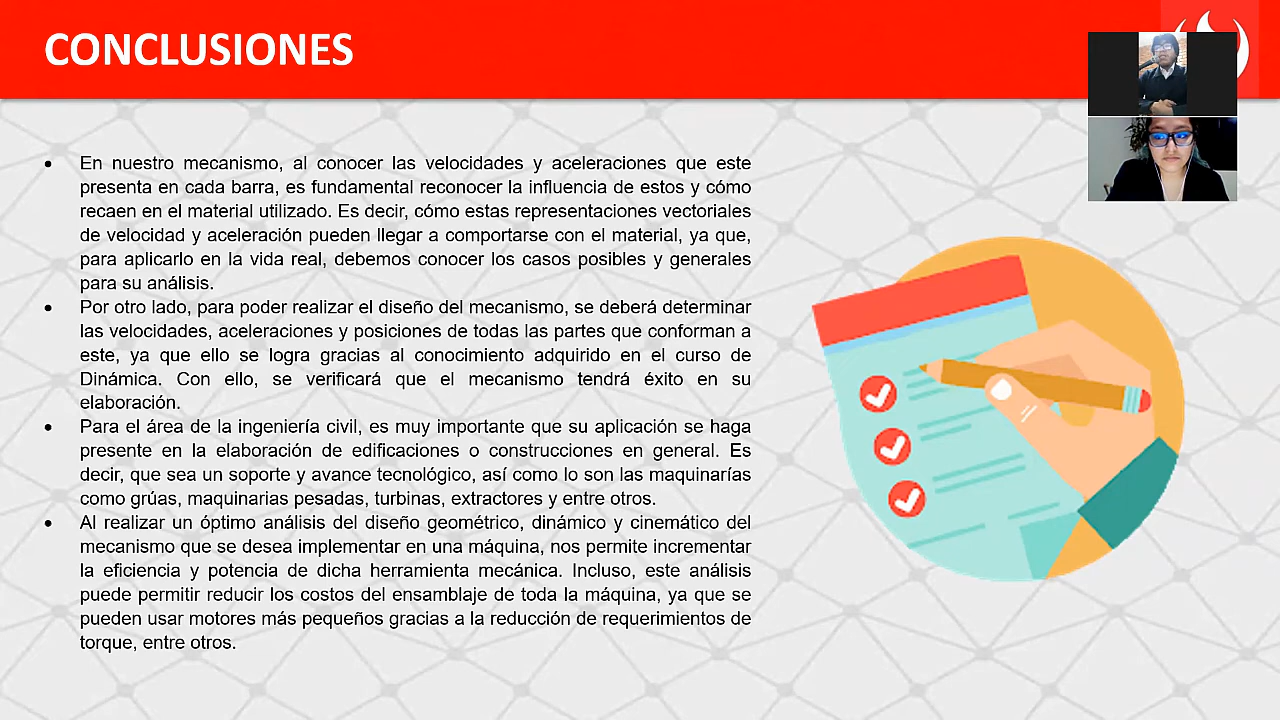 CONCLUSIONES
• En nuestro mecanismo, al conocer las velocidades y aceleraciones que este
presenta en cada barra, es fundamental reconocer la influencia de estos y cómo
recaen en el material utilizado. Es decir, cómo estas representaciones vectoriales
de velocidad y aceleración pueden llegar a comportarse con el material, ya que,
para aplicarlo en la vida real, debemos conocer los casos posibles y generales
para su análisis.
• Por otro lado, para poder realizar el diseño del mecanismo, se deberá determinar
las velocidades, aceleraciones y posiciones de todas las partes que conforman a
este, ya que ello se logra gracias al conocimiento adquirido en el curso de
Dinámica. Con ello, se verificará que el mecanismo tendrá éxito en su
elaboración.
• Para el área de la ingeniería civil, es muy importante que su aplicación se haga
presente en la elaboración de edificaciones o construcciones en general. Es
decir, que sea un soporte y avance tecnológico, así como lo son las maquinarías
como grúas, maquinarias pesadas, turbinas, extractores y entre otros.
• Al realizar un óptimo análisis del diseño geométrico, dinámico y cinemático del
mecanismo que se desea implementar en una máquina, nos permite incrementar
la eficiencia y potencia de dicha herramienta mecánica. Incluso, este análisis
puede permitir reducir los costos del ensamblaje de toda la máquina, ya que se
pueden usar motores más pequeños gracias a la reducción de requerimientos de
torque, entre otros.